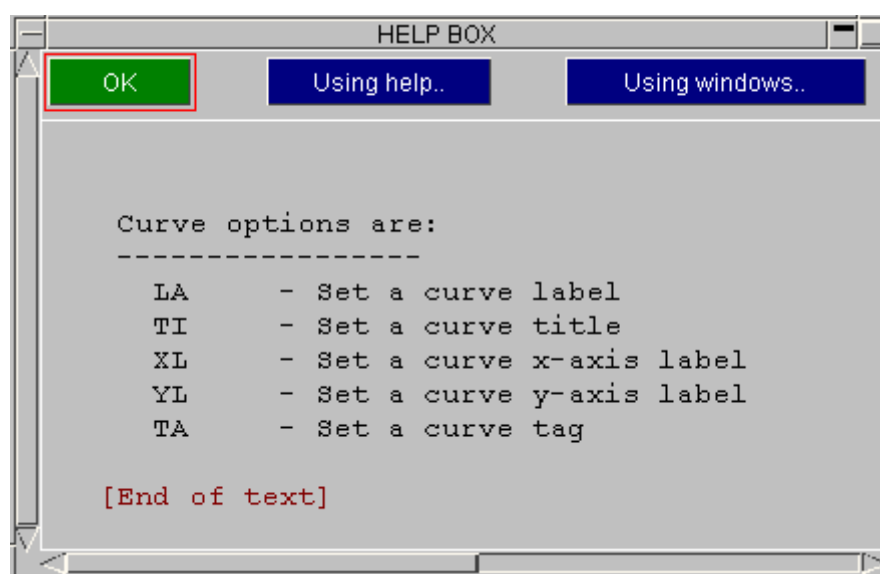 HELP BOX
OK Using help.. Using windows..
Curve options are:
-----------------
LA - Set a curve label
TI - Set a curve title
XL - Set a curve x-axis label
YL - Set a curve y-axis label
TA - Set a curve tag
[End of text]